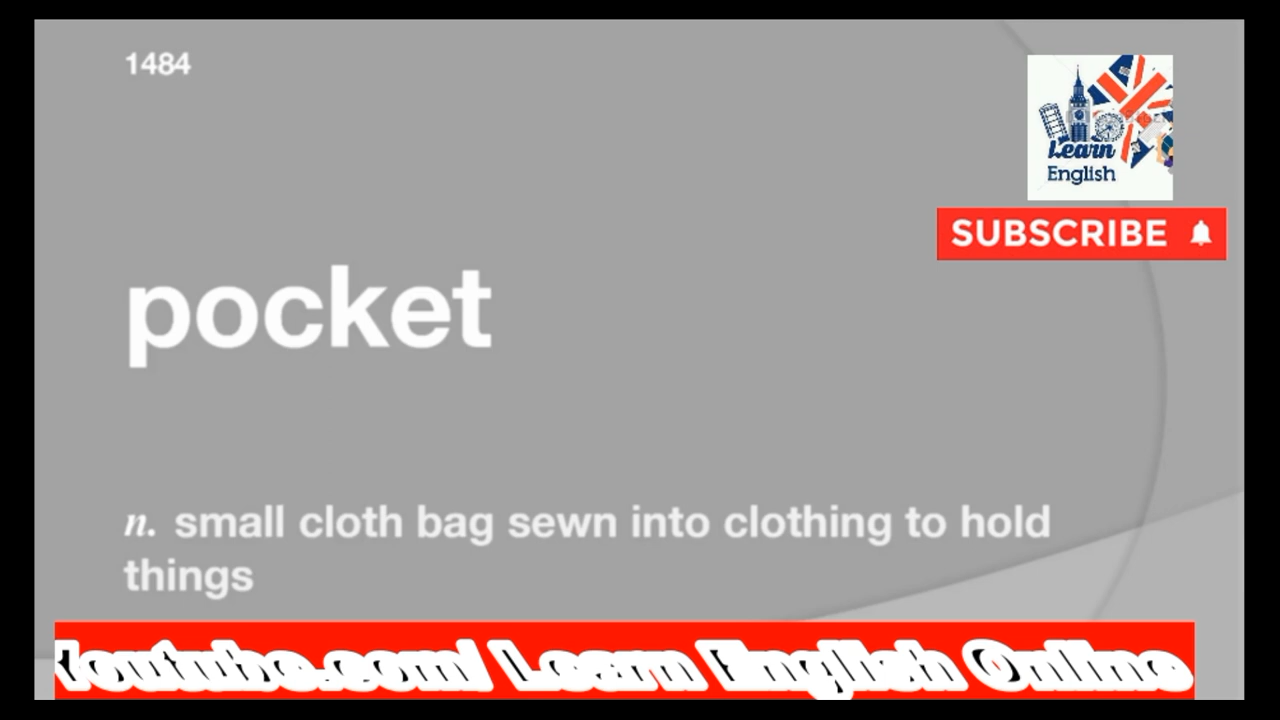 1484
Learn
English
SUBSCRIBE
pocket
n. small cloth bag sewn into clothing to hold
things
Youtube.com/ Learn English Online